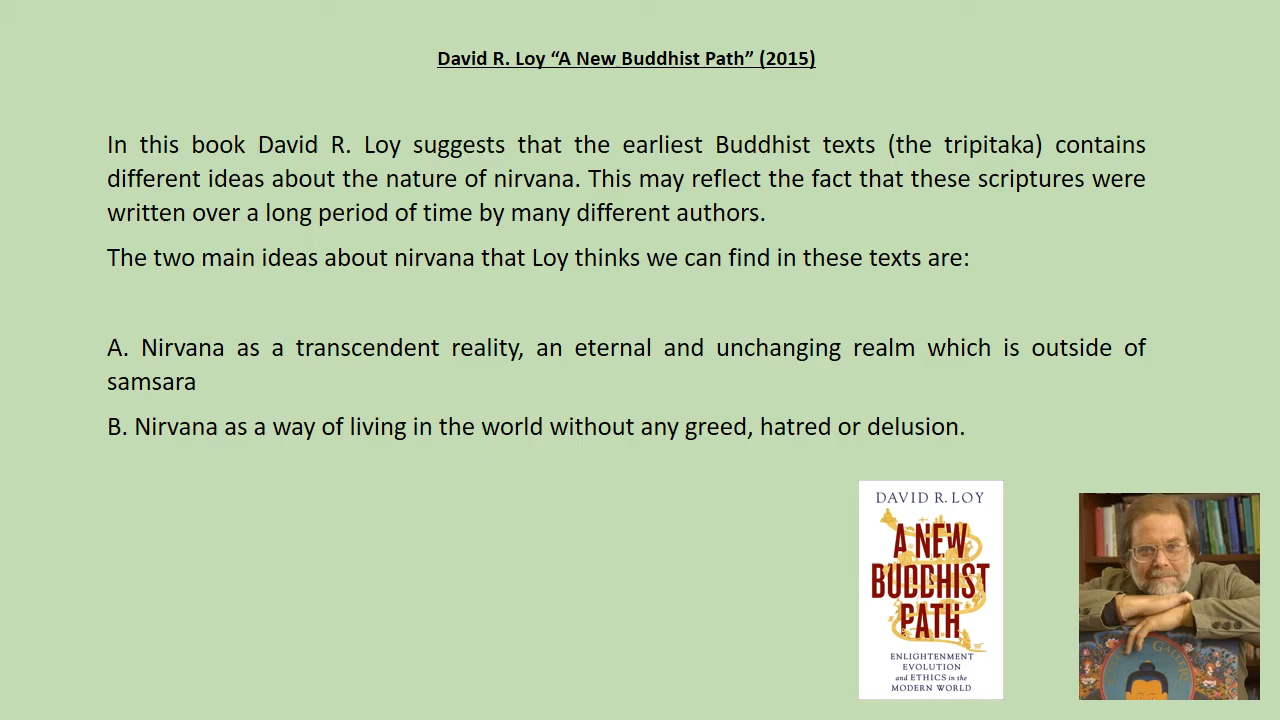 David R. Loy “A New Buddhist Path” (2015)
In this book David R. Loy suggests that the earliest Buddhist texts (the tripitaka) contains
different ideas about the nature of nirvana. This may reflect the fact that these scriptures were
written over a long period of time by many different authors.
The two main ideas about nirvana that Loy thinks we can find in these texts are:
A. Nirvana as a transcendent reality, an eternal and unchanging realm which is outside of
samsara
B. Nirvana as a way of living in the world without any greed, hatred or delusion.
DAVID R. LOY
A NEW
BUDDHIST
PATH
ENLIGHTENMENT
EVOLUTION
and ETHICS in the
MODERN WORLD